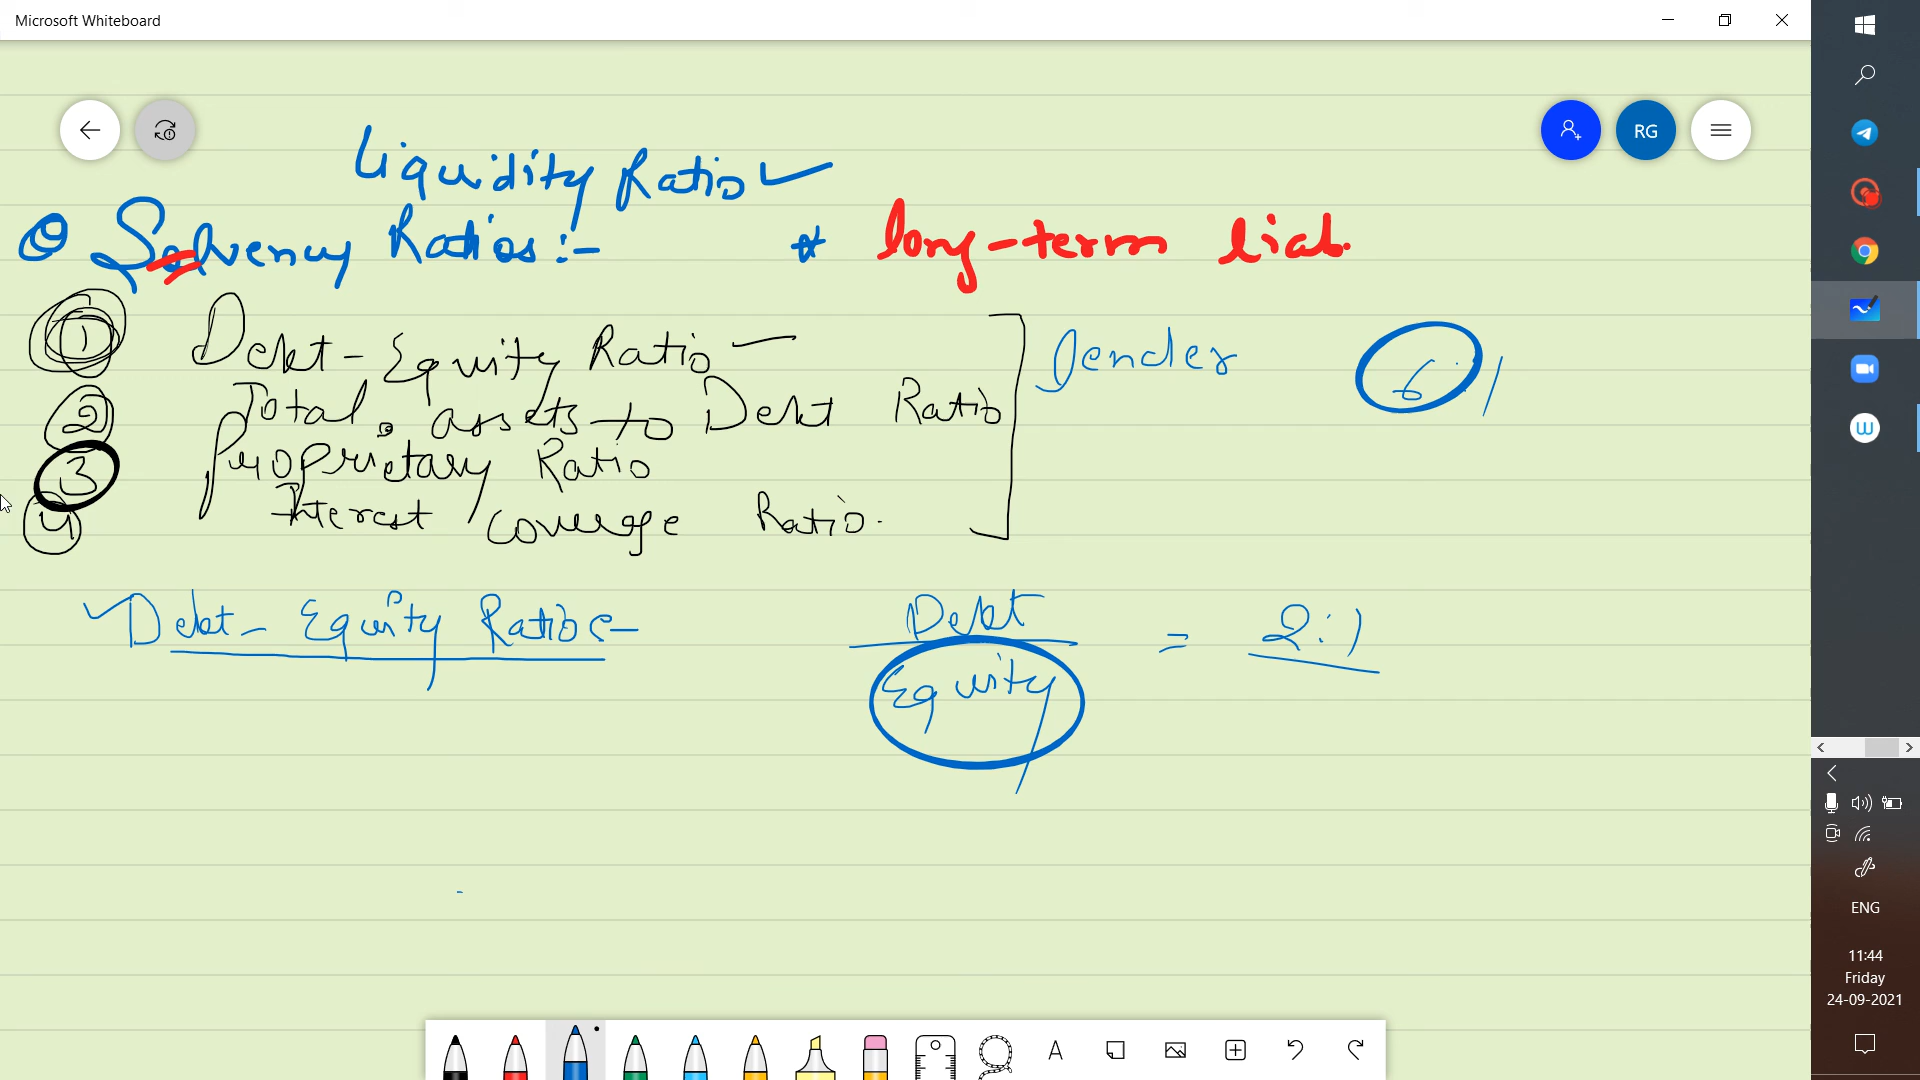 Microsoft Whiteboard
RG
Liquidity Ratio
Solvency Ratios :-
* long-term liab.
1 Debt-Equity Ratio
2 Total assets to Debt Ratio
3 Proprietary Ratio
4 Interest Coverage Ratio.
6
Debt-Equity Ratio
Debt
Equity
= 2:1
A
W
ENG
11:44
Friday
24-09-2021